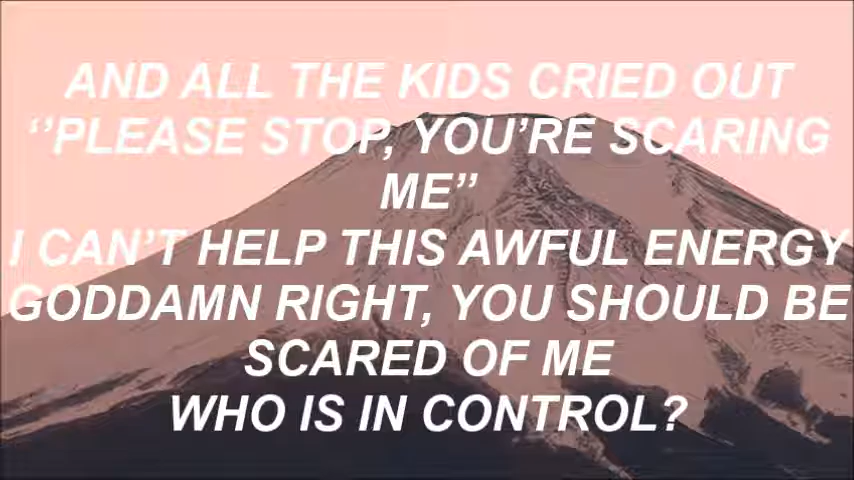 AND ALL THE KIDS CRIED OUT
‘’PLEASE STOP, YOU’RE SCARING
ME’’
I CAN’T HELP THIS AWFUL ENERGY
GODDAMN RIGHT, YOU SHOULD BE
SCARED OF ME
WHO IS IN CONTROL?